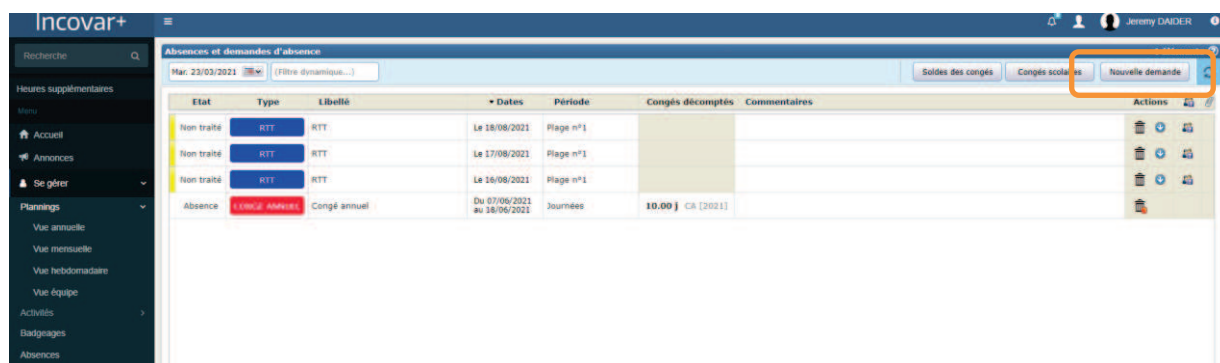 Incovar+
Jeremy DAIDER
Recherche
Absences et demandes d'absence
Mar. 23/03/2021 (Filtre dynamique...) Soldes des congés Congés scolaires Nouvelle demande
Heures supplémentaires
Menu
Accueil
Annonces
Se gérer
Plannings
Vue annuelle
Vue mensuelle
Vue hebdomadaire
Vue équipe
Activités
Badgeages
Absences
Etat Type Libellé Dates Période Congés décomptés Commentaires Actions
Non traité RTT RTT Le 18/08/2021 Plage n°1
Non traité RTT RTT Le 17/08/2021 Plage n°1
Non traité RTT RTT Le 16/08/2021 Plage n°1
Absence CONGÉ ANNUEL Congé annuel Du 07/06/2021 Journées 10.00 j CA [2021]
au 18/06/2021